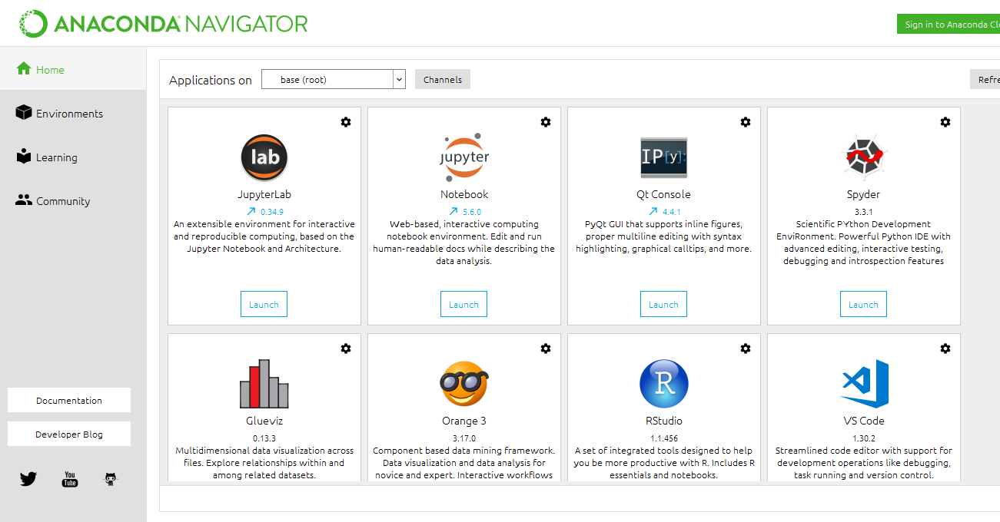 ANACONDA NAVIGATOR
Sign in to Anaconda Cl
Home
Environments
Learning
Community
Documentation
Developer Blog
You
Tube
Applications on
base (root)
Channels
Refre
lab
JupyterLab
0.34.9
An extensible environment for interactive
and reproducible computing, based on the
Jupyter Notebook and Architecture.
Launch
jupyter
Notebook
5.6.0
Web-based, interactive computing
notebook environment. Edit and run
human-readable docs while describing the
data analysis.
Launch
IP[y]:
Qt Console
4.4.1
PyQt GUI that supports inline figures,
proper multiline editing with syntax
highlighting, graphical calltips, and more.
Launch
Spyder
3.3.1
Scientific PYthon Development
EnviRonment. Powerful Python IDE with
advanced editing, interactive testing,
debugging and introspection features
Launch
Glueviz
0.13.3
Multidimensional data visualization across
files. Explore relationships within and
among related datasets.
Orange 3
3.17.0
Component based data mining framework.
Data visualization and data analysis for
novice and expert. Interactive workflows
R
RStudio
1.1.456
A set of integrated tools designed to help
you be more productive with R. Includes R
essentials and notebooks.
VS Code
1.30.2
Streamlined code editor with support for
development operations like debugging,
task running and version control.